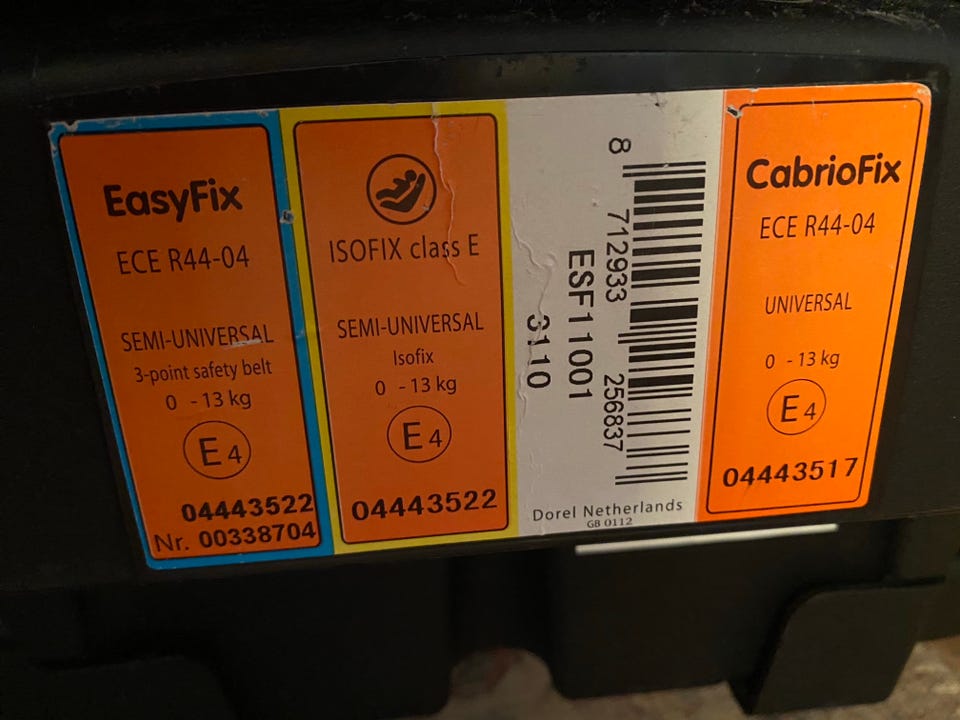 EasyFix
ECE R44-04
SEMI-UNIVERSAL
3-point safety belt
0 - 13 kg
E4
04443522
Nr. 00338704
ISOFIX class E
SEMI-UNIVERSAL
Isofix
0 - 13 kg
E4
04443522
8 712933 256837
ESF11001
3110
Dorel Netherlands
GB 0112
CabrioFix
ECE R44-04
UNIVERSAL
0 - 13 kg
E4
04443517